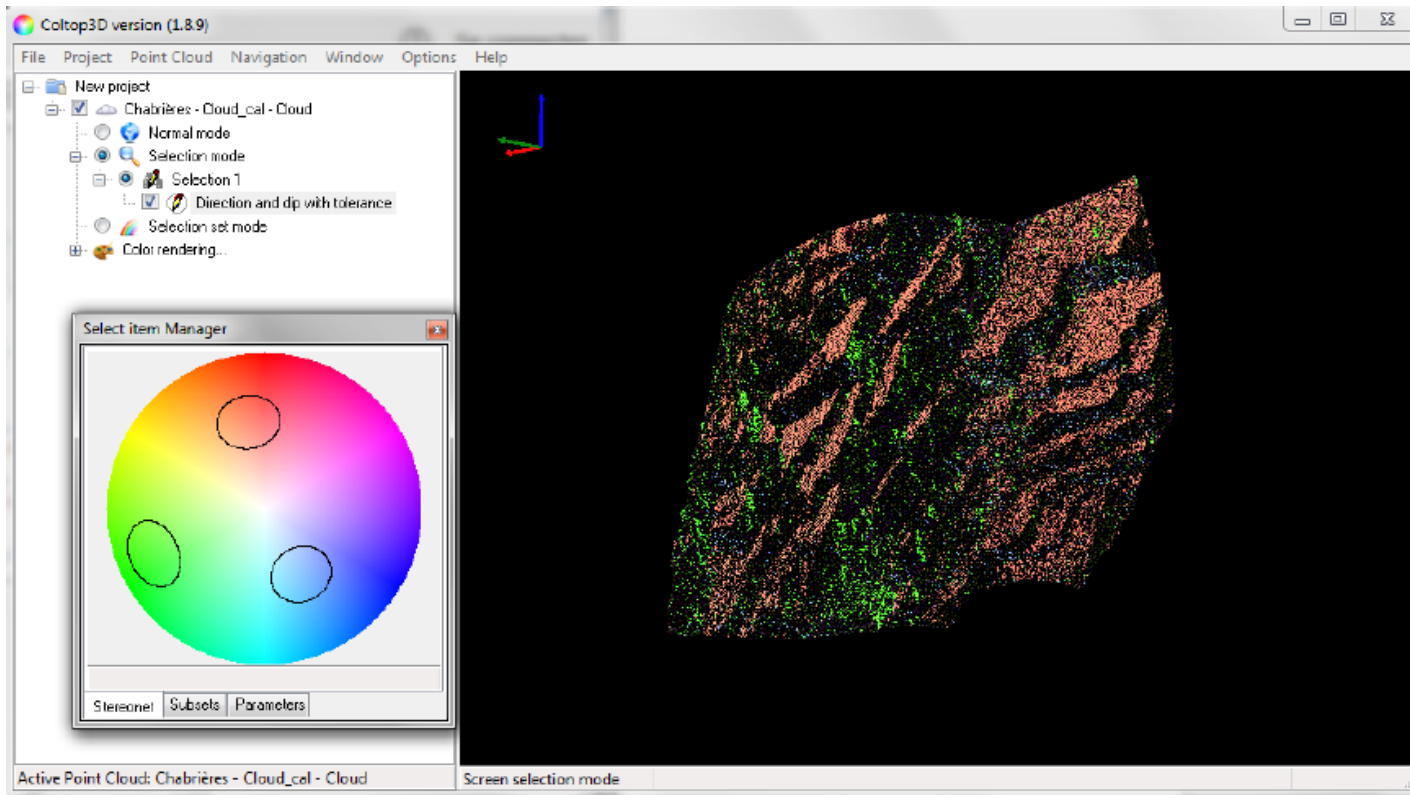 Coltop3D version (1.8.9)
File Project Point Cloud Navigation Window Options Help
New project
Chabrières - Cloud_cal - Cloud
Normal mode
Selection mode
Selection 1
Direction and dip with tolerance
Selection set mode
Color rendering...
Select item Manager
Stereonet Subsets Parameters
Active Point Cloud: Chabrières - Cloud_cal - Cloud
Screen selection mode